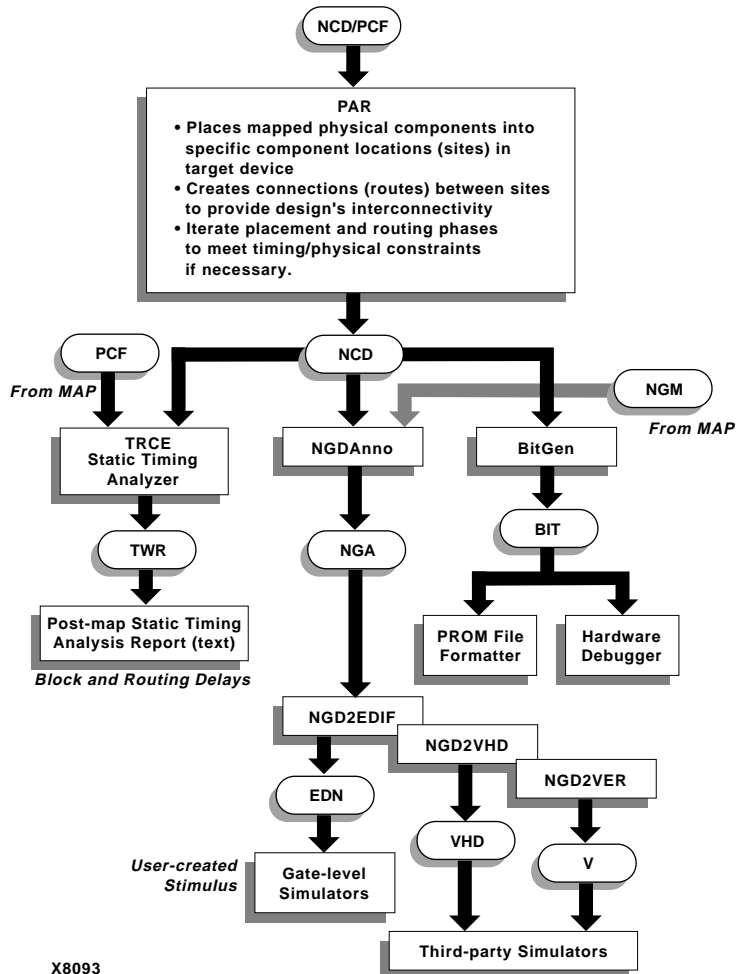 NCD/PCF
PAR
• Places mapped physical components into
specific component locations (sites) in
target device
• Creates connections (routes) between sites
to provide design's interconnectivity
• Iterate placement and routing phases
to meet timing/physical constraints
if necessary.
PCF
NCD
NGM
From MAP
From MAP
TRCE
Static Timing
Analyzer
NGDAnno
BitGen
TWR
NGA
BIT
Post-map Static Timing
Analysis Report (text)
Block and Routing Delays
PROM File
Formatter
Hardware
Debugger
NGD2EDIF
NGD2VHD
NGD2VER
EDN
VHD
V
User-created
Stimulus
Gate-level
Simulators
Third-party Simulators
X8093